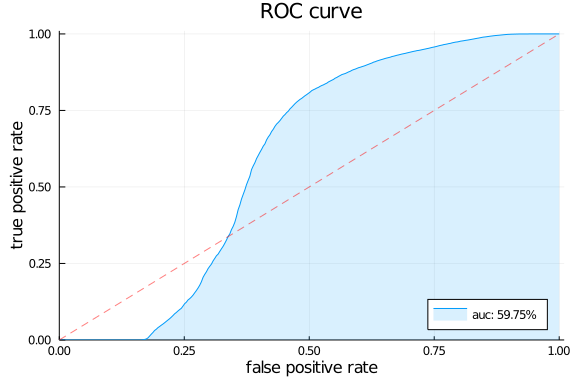 ROC curve
true positive rate
1.00
0.75
0.50
0.25
0.00
0.00 0.25 0.50 0.75 1.00
false positive rate
auc: 59.75%